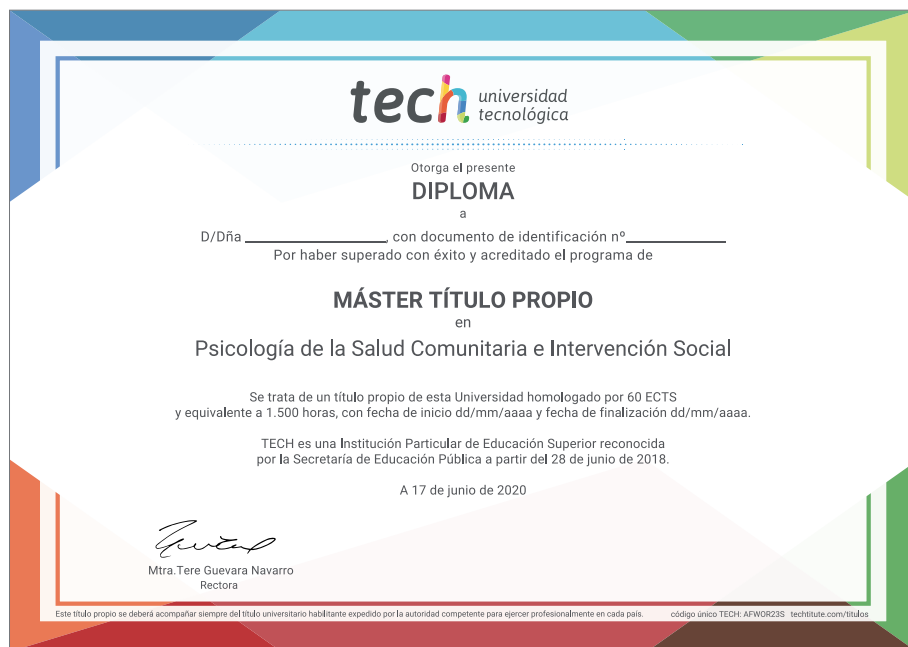 tech universidad
tecnológica
Otorga el presente
DIPLOMA
a
D/Dña ________________, con documento de identificación nº___________
Por haber superado con éxito y acreditado el programa de
MÁSTER TÍTULO PROPIO
en
Psicología de la Salud Comunitaria e Intervención Social
Se trata de un título propio de esta Universidad homologado por 60 ECTS
y equivalente a 1.500 horas, con fecha de inicio dd/mm/aaaa y fecha de finalización dd/mm/aaaa.
TECH es una Institución Particular de Educación Superior reconocida
por la Secretaría de Educación Pública a partir del 28 de junio de 2018.
A 17 de junio de 2020
Mtra.Tere Guevara Navarro
Rectora
Este título propio se deberá acompañar siempre del título universitario habilitante expedido por la autoridad competente para ejercer profesionalmente en cada país. código único TECH: AFWOR23S techtitute.com/titulos